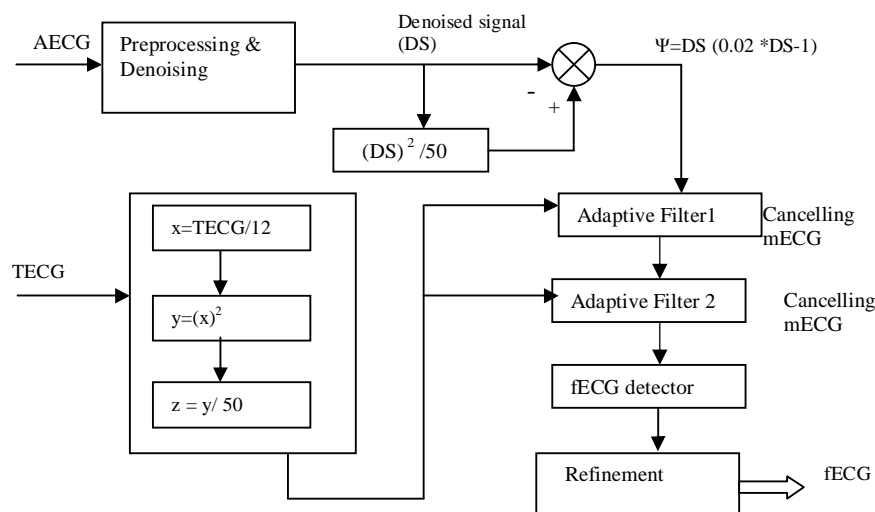 AECG
Preprocessing &
Denoising
Denoised signal
(DS)
Ψ=DS (0.02 *DS-1)
-
+
(DS) ² /50
TECG
x=TECG/12
y=(x)²
z = y/ 50
Adaptive Filter1
Cancelling
mECG
Adaptive Filter 2
Cancelling
mECG
fECG detector
Refinement
fECG